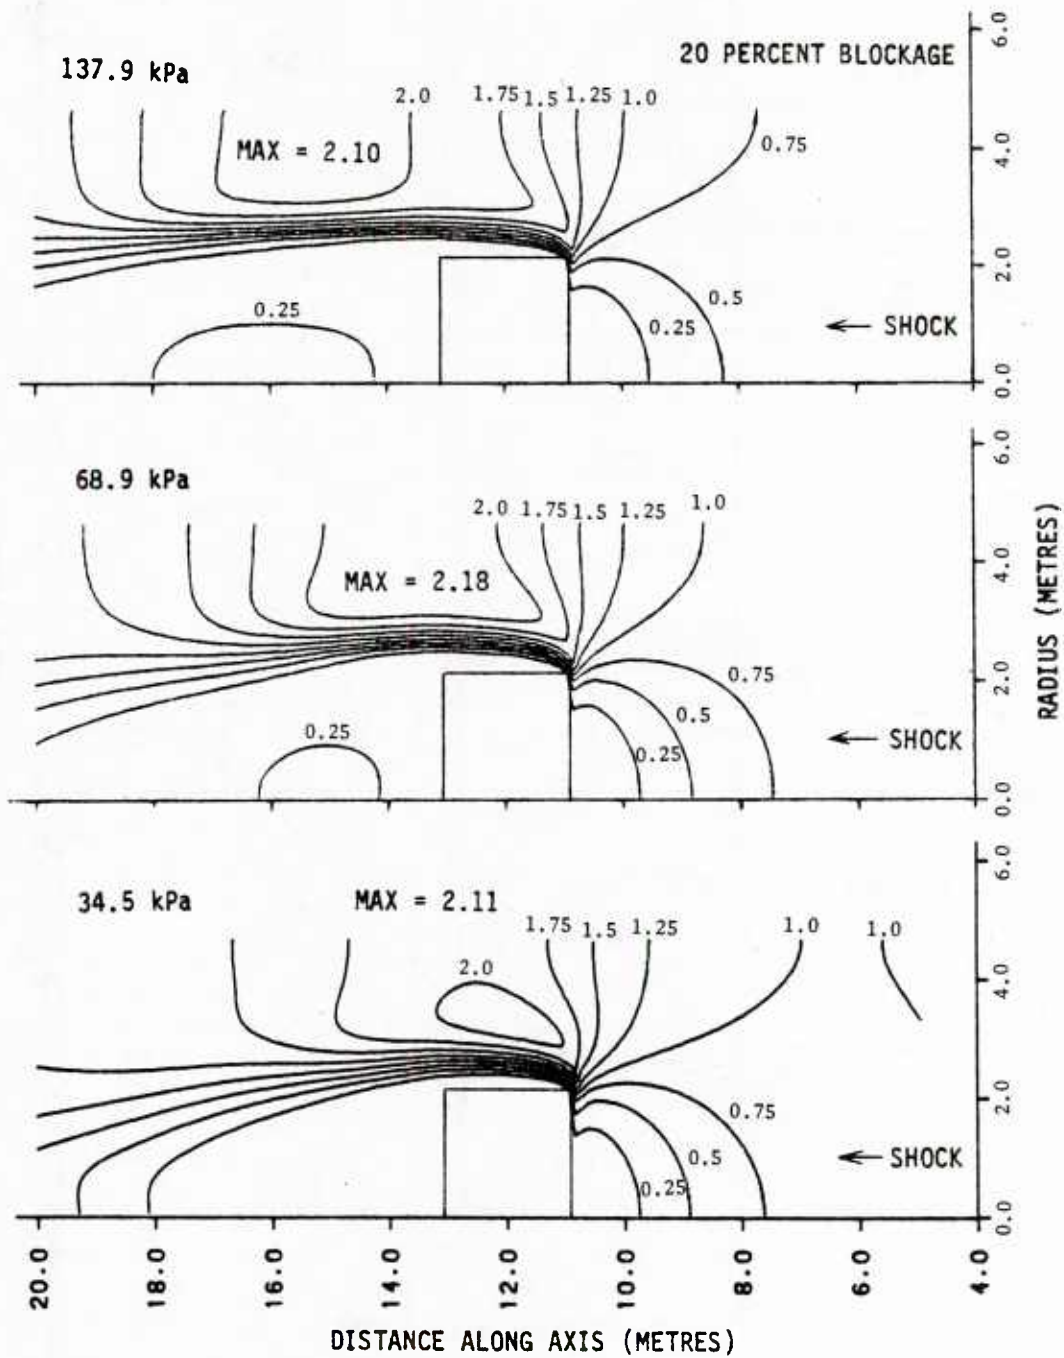 137.9 kPa
20 PERCENT BLOCKAGE
2.0 1.75 1.5 1.25 1.0
0.75
MAX = 2.10
0.5
0.25
0.25
← SHOCK
6.0
4.0
2.0
0.0
68.9 kPa
2.0 1.75 1.5 1.25 1.0
MAX = 2.18
0.75
0.5
0.25
0.25
← SHOCK
6.0
4.0
2.0
0.0
RADIUS (METRES)
34.5 kPa
MAX = 2.11
1.75 1.5 1.25 1.0 1.0
2.0
0.75
0.5
0.25
← SHOCK
6.0
4.0
2.0
0.0
20.0 18.0 16.0 14.0 12.0 10.0 8.0 6.0 4.0
DISTANCE ALONG AXIS (METRES)